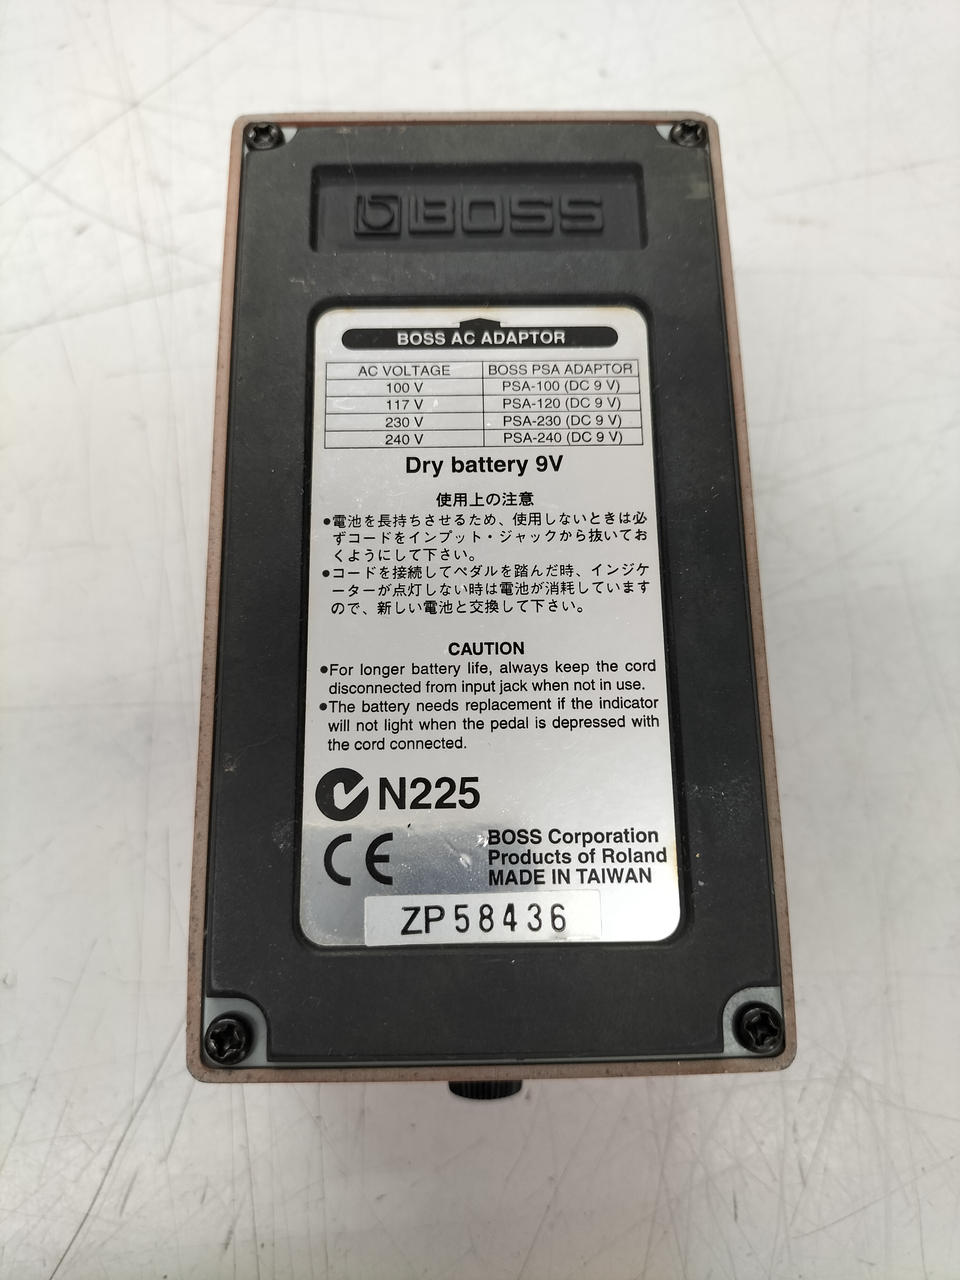 BOSS
BOSS AC ADAPTOR
AC VOLTAGE BOSS PSA ADAPTOR
100 V PSA-100 (DC 9 V)
117 V PSA-120 (DC 9 V)
230 V PSA-230 (DC 9 V)
240 V PSA-240 (DC 9 V)
Dry battery 9V
使用上の注意
●電池を長持ちさせるため、使用しないときは必
ずコードをインプット・ジャックから抜いてお
くようにして下さい。
●コードを接続してペダルを踏んだ時、インジケ
ーターが点灯しない時は電池が消耗しています
ので、新しい電池と交換して下さい。
CAUTION
●For longer battery life, always keep the cord
disconnected from input jack when not in use.
●The battery needs replacement if the indicator
will not light when the pedal is depressed with
the cord connected.
N225
CE
BOSS Corporation
Products of Roland
MADE IN TAIWAN
ZP58436